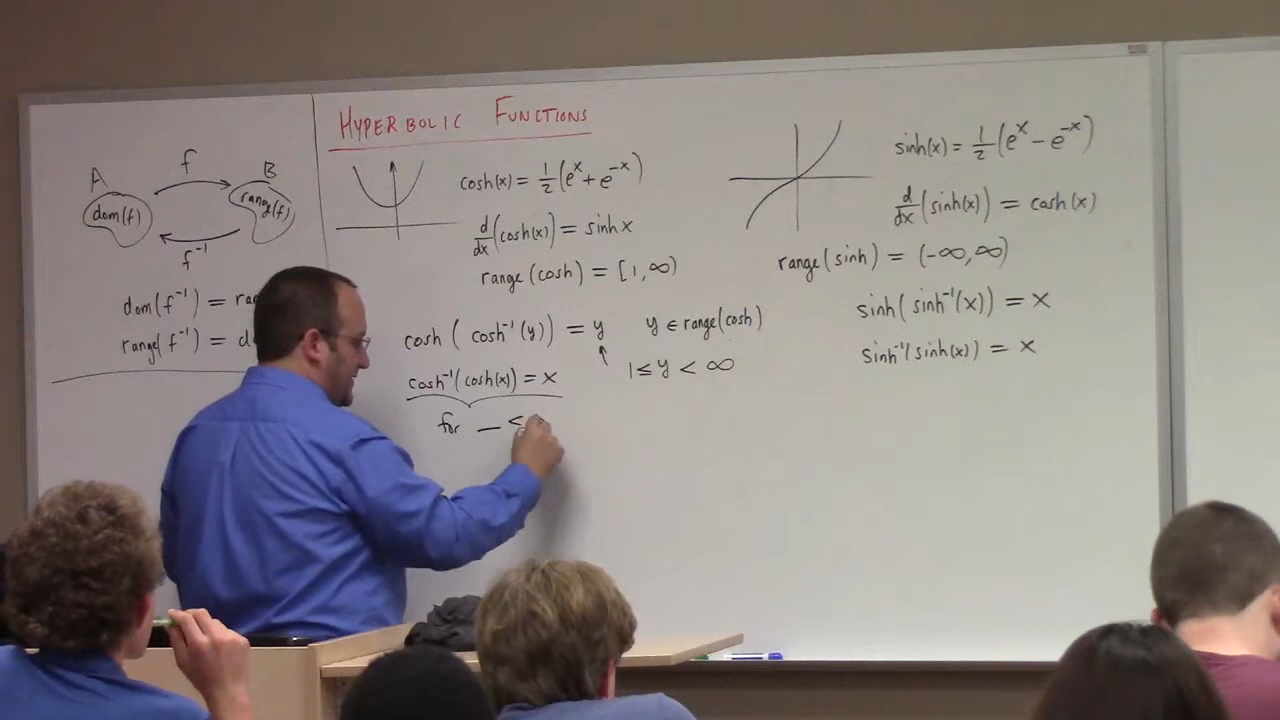 HYPERBOLIC FUNCTIONS
A f B
dom(f) range(f)
f⁻¹
dom(f⁻¹) =
range(f⁻¹) =
cosh(x) = 1/2 (eˣ + e⁻ˣ)
d/dx (cosh(x)) = sinh x
range(cosh) = [1, ∞)
cosh ( cosh⁻¹(y) ) = y y ∈ range(cosh)
1 ≤ y < ∞
cosh⁻¹(cosh(x)) = x
for _ <
sinh(x) = 1/2 (eˣ − e⁻ˣ)
d/dx (sinh(x)) = cosh(x)
range(sinh) = (-∞, ∞)
sinh( sinh⁻¹(x)) = x
sinh⁻¹(sinh(x)) = x